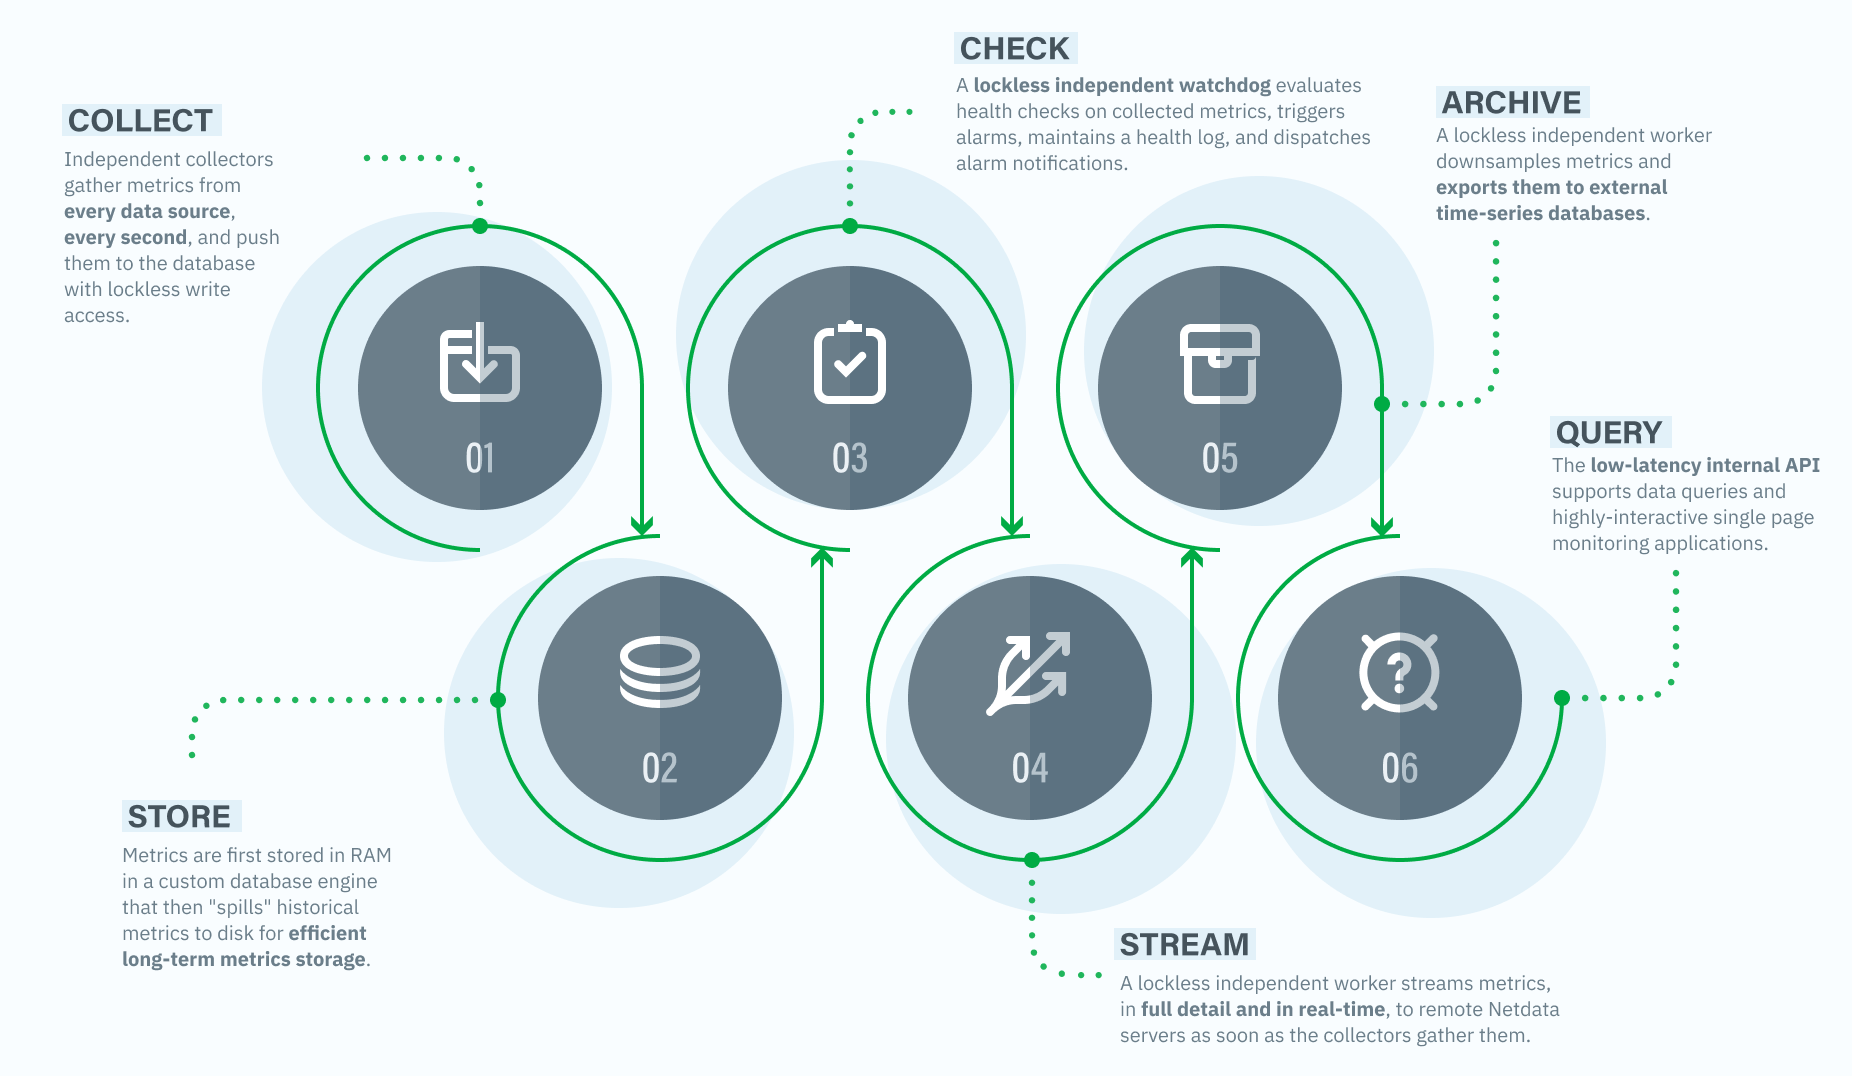 COLLECT
Independent collectors
gather metrics from
every data source,
every second, and push
them to the database
with lockless write
access.
01
STORE
Metrics are first stored in RAM
in a custom database engine
that then "spills" historical
metrics to disk for efficient
long-term metrics storage.
02
CHECK
A lockless independent watchdog evaluates
health checks on collected metrics, triggers
alarms, maintains a health log, and dispatches
alarm notifications.
03
STREAM
A lockless independent worker streams metrics,
in full detail and in real-time, to remote Netdata
servers as soon as the collectors gather them.
04
ARCHIVE
A lockless independent worker
downsamples metrics and
exports them to external
time-series databases.
05
QUERY
The low-latency internal API
supports data queries and
highly-interactive single page
monitoring applications.
?
06